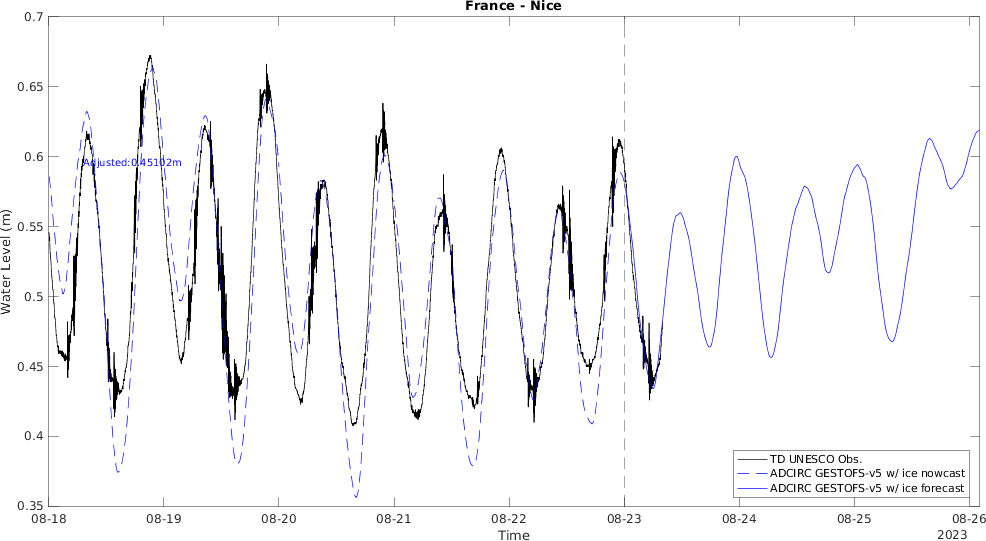 France - Nice
0.7
0.65
0.6
0.55
0.5
0.45
0.4
0.35
Water Level (m)
Adjusted:0.45102m
TD UNESCO Obs.
ADCIRC GESTOFS-v5 w/ ice nowcast
ADCIRC GESTOFS-v5 w/ ice forecast
08-18 08-19 08-20 08-21 08-22 08-23 08-24 08-25 08-26
Time
2023